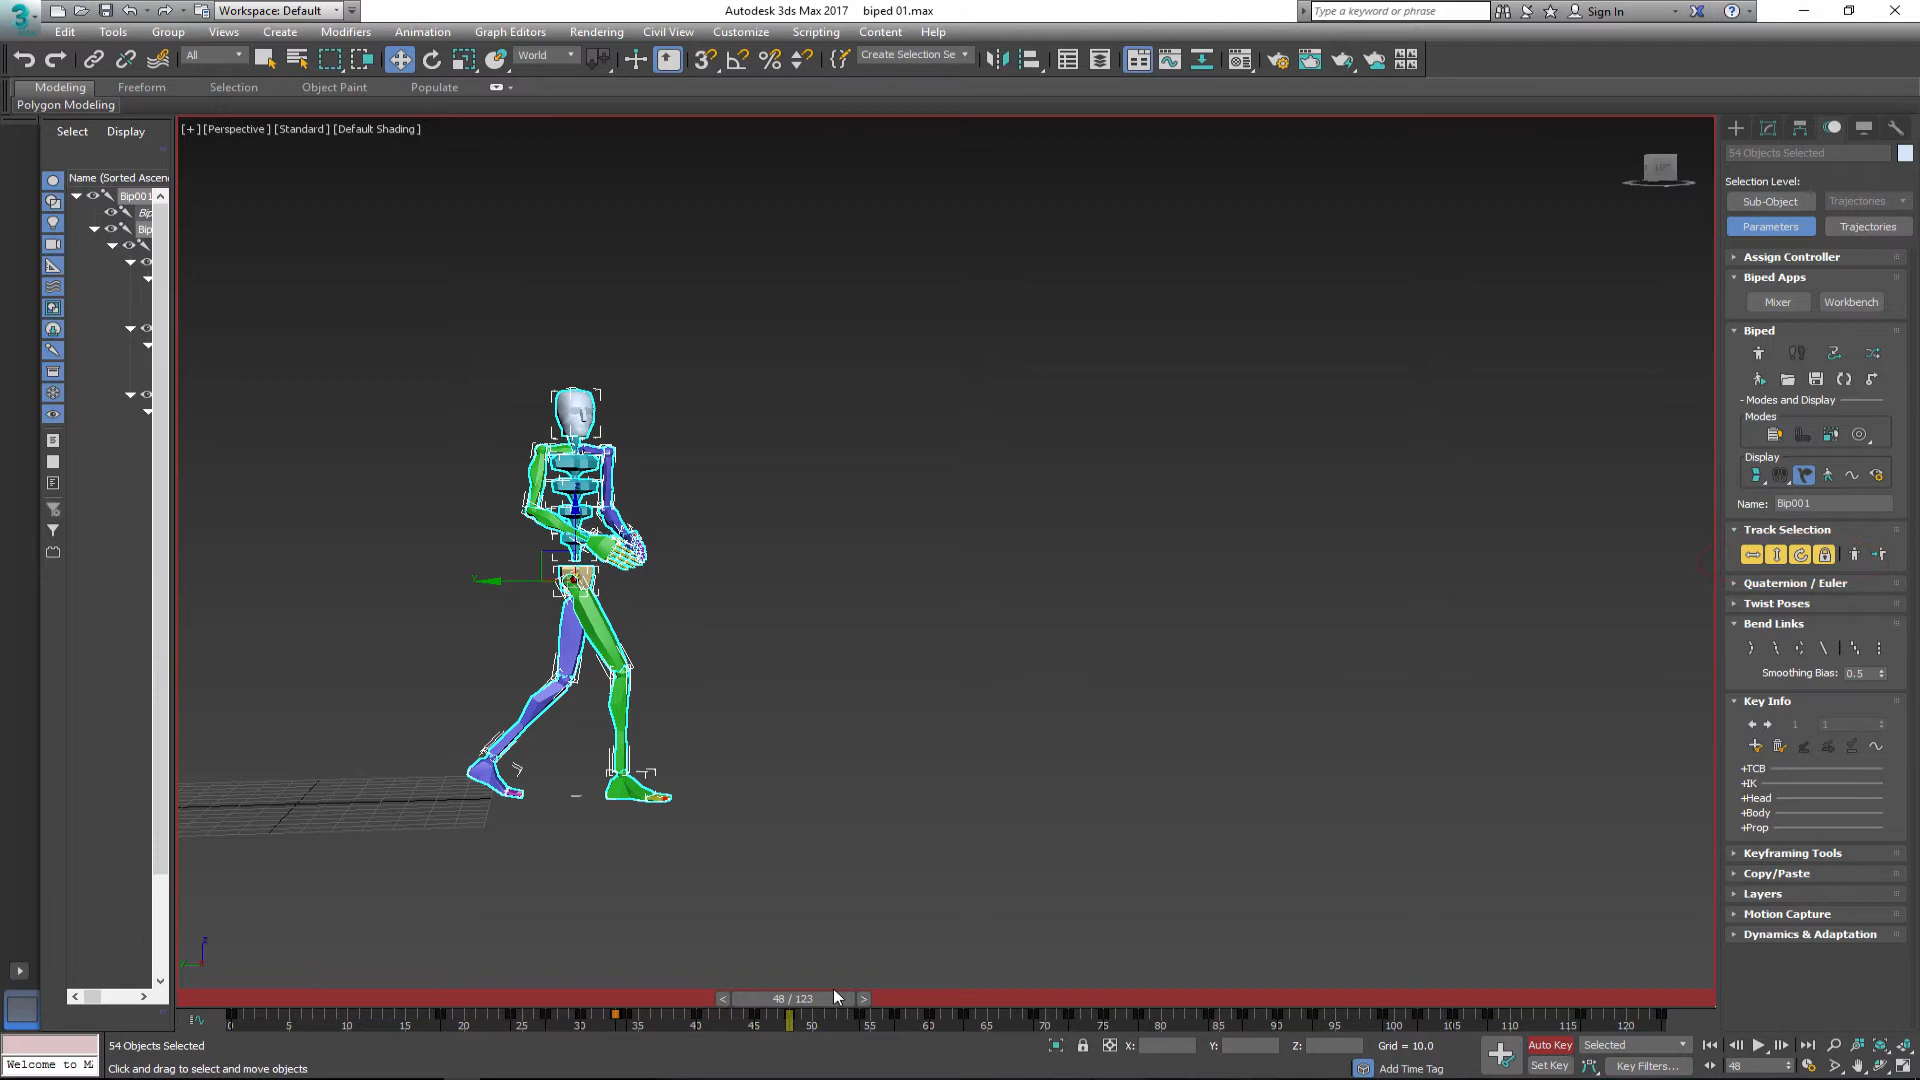 Workspace: Default
Autodesk 3ds Max 2017 biped 01.max
Type a keyword or phrase
Sign In
Edit Tools Group Views Create Modifiers Animation Graph Editors Rendering Civil View Customize Scripting Content Help
All
World
Create Selection Se
Modeling Freeform Selection Object Paint Populate
Polygon Modeling
Select Display
[+] [Perspective] [Standard] [Default Shading]
Name (Sorted Ascen
Bip001
Bip
Bip
54 Objects Selected
Selection Level:
Sub-Object Trajectories
Parameters Trajectories
Assign Controller
Biped Apps
Mixer Workbench
Biped
- Modes and Display
Modes
Display
Name: Bip001
Track Selection
Quaternion / Euler
Twist Poses
Bend Links
Smoothing Bias: 0.5
Key Info
1 1
+TCB
+IK
+Head
+Body
+Prop
Keyframing Tools
Copy/Paste
Layers
Motion Capture
Dynamics & Adaptation
y
z
y
< 48 / 123 >
0 5 10 15 20 25 30 35 40 45 50 55 60 65 70 75 80 85 90 95 100 105 110 115 120
54 Objects Selected
X: Y: Z: Grid = 10.0
Auto Key Selected
Welcome to M
Click and drag to select and move objects
Add Time Tag
Set Key Key Filters...
48